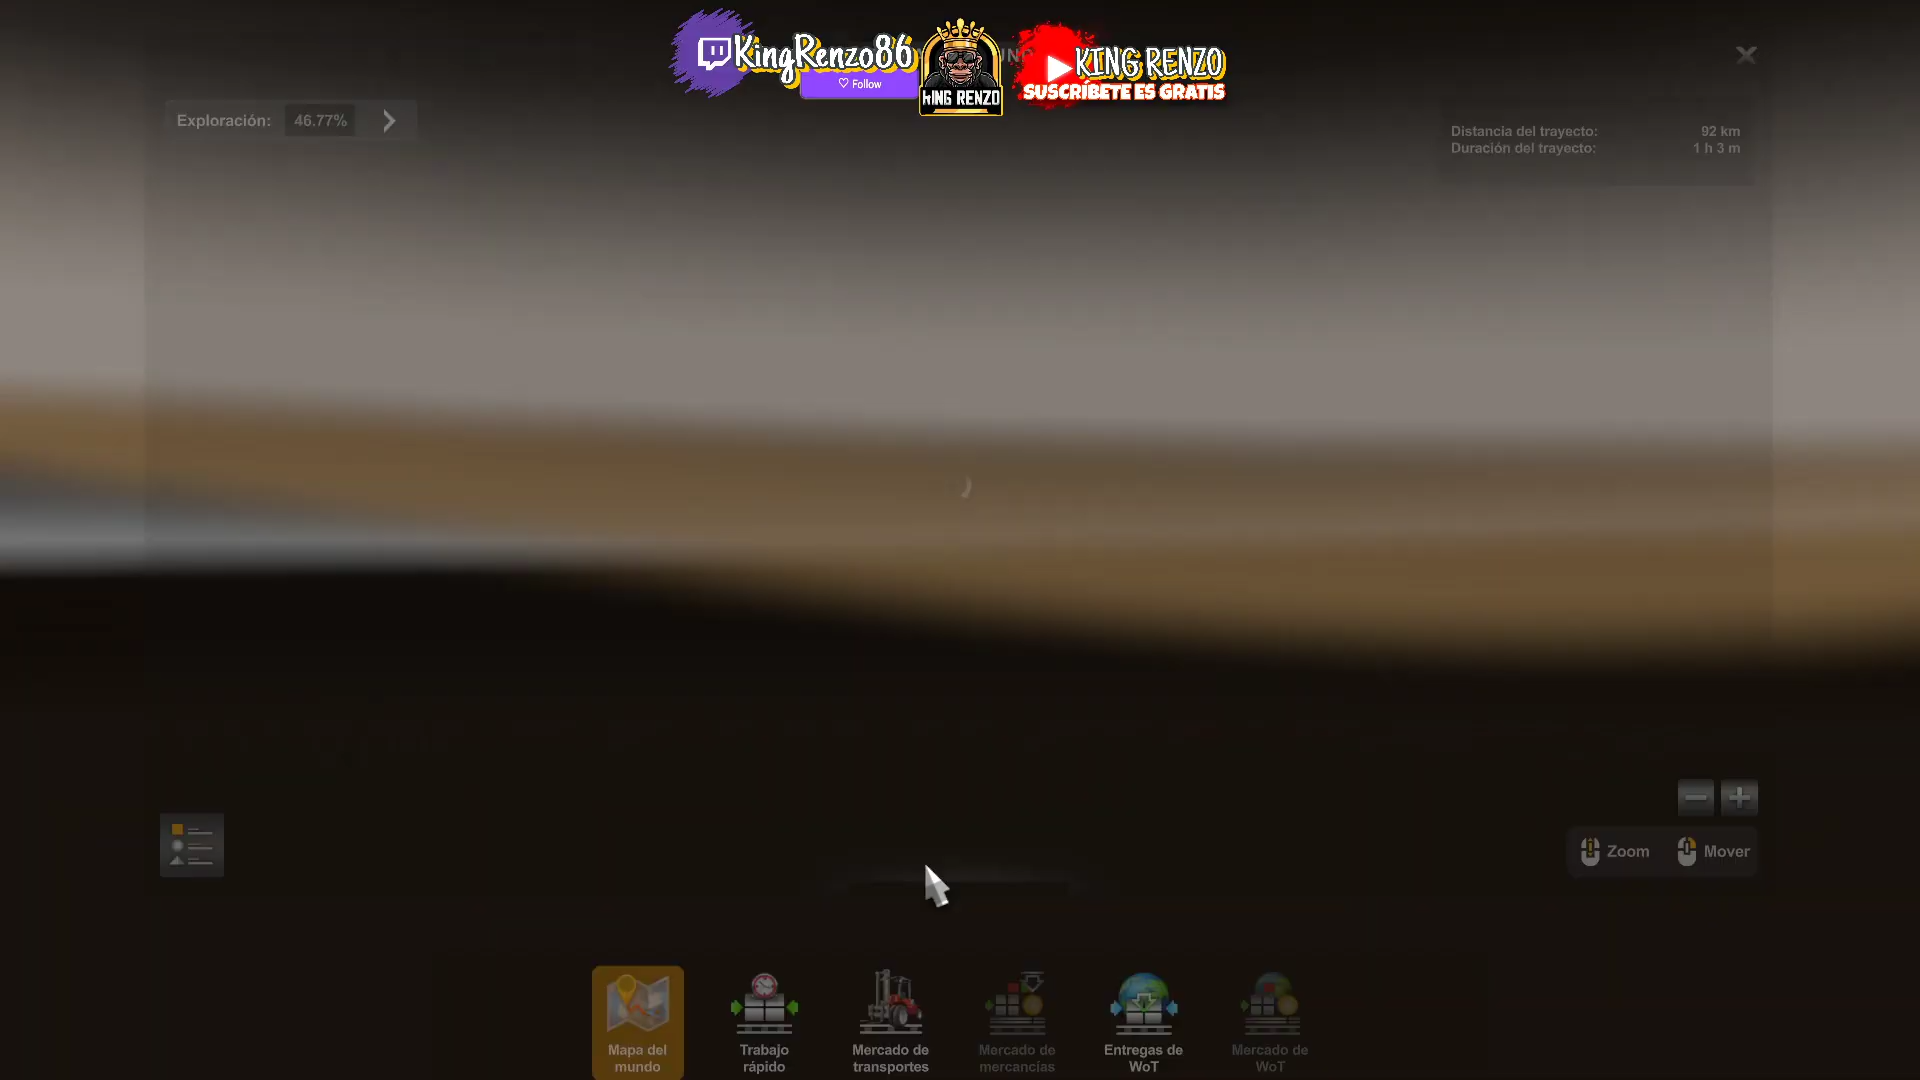 KingRenzo86
Follow
KING RENZO
KING RENZO
SUSCRÍBETE ES GRATIS
Exploración: 46.77%
Distancia del trayecto: 92 km
Duración del trayecto: 1 h 3 m
Zoom Mover
Mapa del mundo
Trabajo rápido
Mercado de transportes
Mercado de mercancías
Entregas de WoT
Mercado de WoT